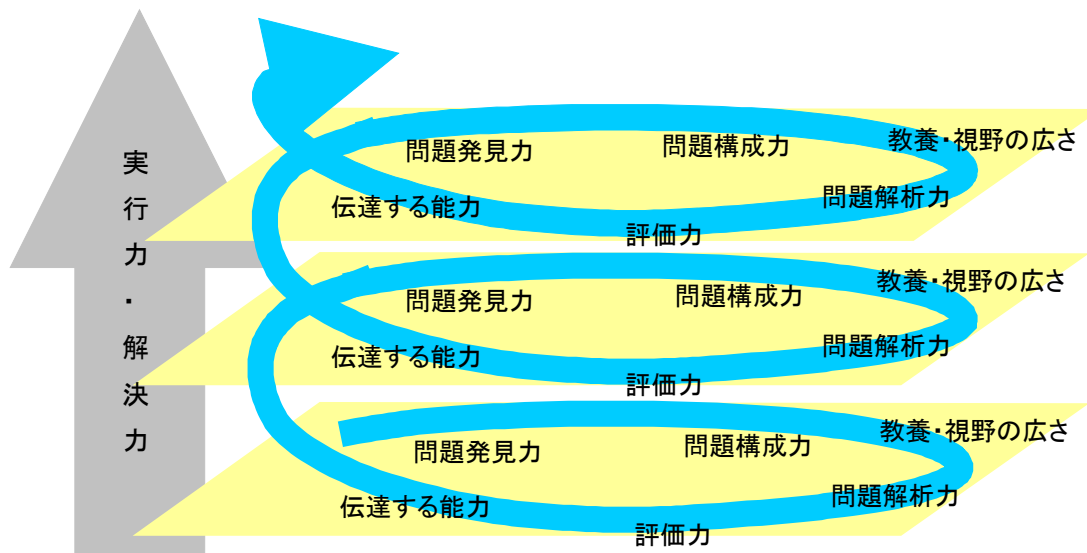 実行力・解決力
問題発見力
問題構成力
教養・視野の広さ
問題解析力
伝達する能力
評価力
問題発見力
問題構成力
教養・視野の広さ
問題解析力
伝達する能力
評価力
問題発見力
問題構成力
教養・視野の広さ
問題解析力
伝達する能力
評価力